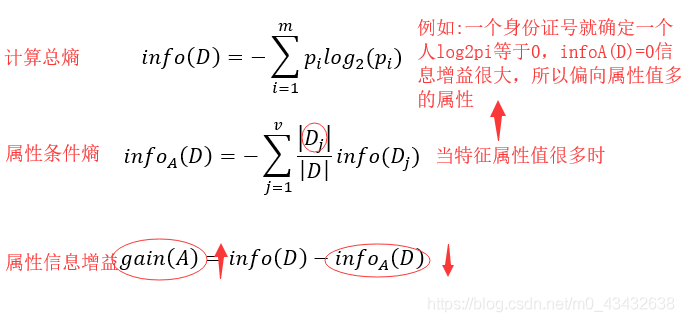 例如:一个身份证号就确定一个
人log2pi等于0，infoA(D)=0信
息增益很大，所以偏向属性值多
的属性
计算总熵 info(D) = −∑_{i=1}^{m} p_i log_2(p_i)
属性条件熵 info_A(D) = −∑_{j=1}^{v} |D_j|/|D| info(D_j) 当特征属性值很多时
属性信息增益 gain(A) = info(D) − info_A(D)
https://blog.csdn.net/m0_43432638